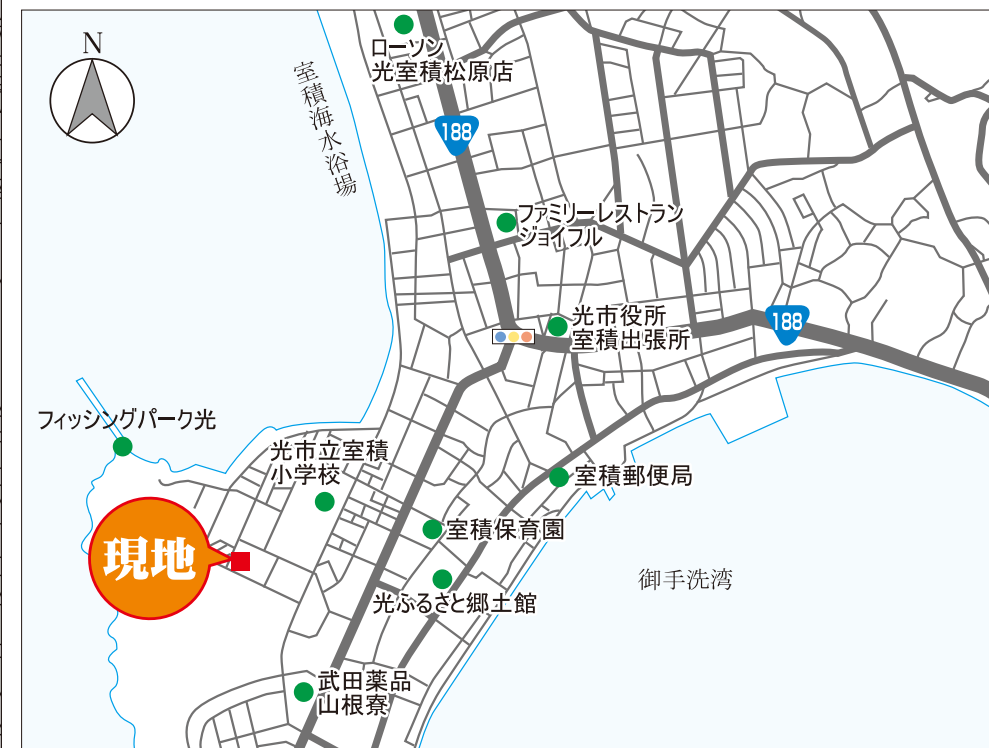 N
ローソン
光室積松原店
室積海水浴場
188
ファミリーレストラン
ジョイフル
光市役所
室積出張所
188
フィッシングパーク光
光市立室積
小学校
室積郵便局
室積保育園
現地
御手洗湾
光ふるさと郷土館
武田薬品
山根寮